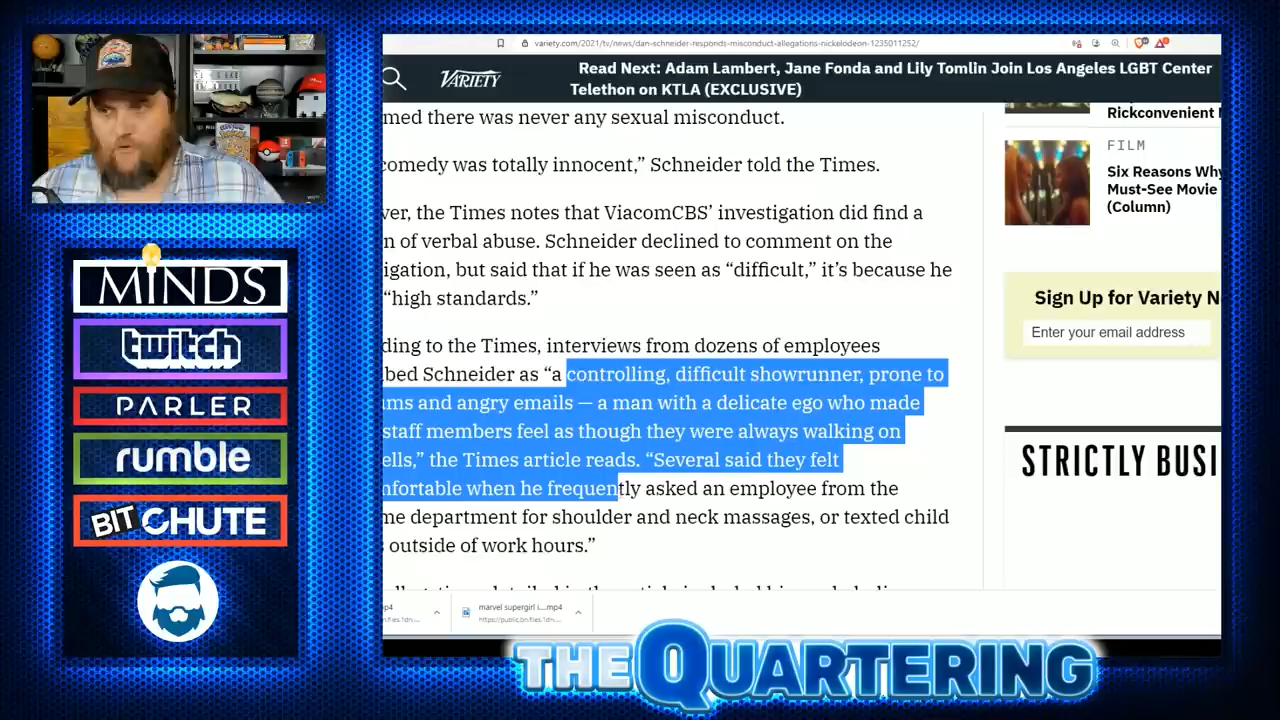 variety.com/2021/tv/news/dan-schneider-responds-misconduct-allegations-nickelodeon-1235011252/
VARIETY
Read Next: Adam Lambert, Jane Fonda and Lily Tomlin Join Los Angeles LGBT Center
Telethon on KTLA (EXCLUSIVE)
med there was never any sexual misconduct.
comedy was totally innocent,” Schneider told the Times.
ver, the Times notes that ViacomCBS’ investigation did find a
n of verbal abuse. Schneider declined to comment on the
igation, but said that if he was seen as “difficult,” it’s because he
“high standards.”
ding to the Times, interviews from dozens of employees
bed Schneider as “a controlling, difficult showrunner, prone to
ums and angry emails — a man with a delicate ego who made
staff members feel as though they were always walking on
ells,” the Times article reads. “Several said they felt
nfortable when he frequently asked an employee from the
me department for shoulder and neck massages, or texted child
outside of work hours.”
Rickconvenient
FILM
Six Reasons Why
Must-See Movie
(Column)
Sign Up for Variety N
Enter your email address
STRICTLY BUSI
MINDS
twitch
PARLER
rumble
BIT CHUTE
p4
marvel supergirl i....mp4
THE QUARTERING